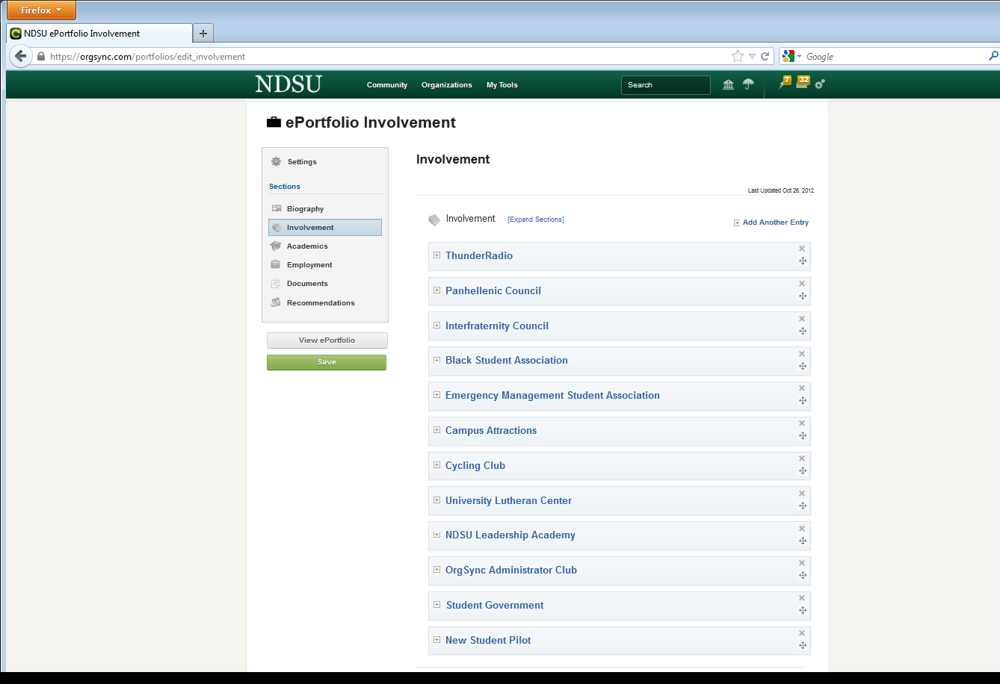 Firefox
NDSU ePortfolio Involvement
https://orgsync.com/portfolios/edit_involvement
Google
NDSU
Community
Organizations
My Tools
Search
7
32
ePortfolio Involvement
Settings
Sections
Biography
Involvement
Academics
Employment
Documents
Recommendations
View ePortfolio
Save
Involvement
Last Updated Oct 26, 2012
Involvement [Expand Sections]
Add Another Entry
ThunderRadio
Panhellenic Council
Interfraternity Council
Black Student Association
Emergency Management Student Association
Campus Attractions
Cycling Club
University Lutheran Center
NDSU Leadership Academy
OrgSync Administrator Club
Student Government
New Student Pilot